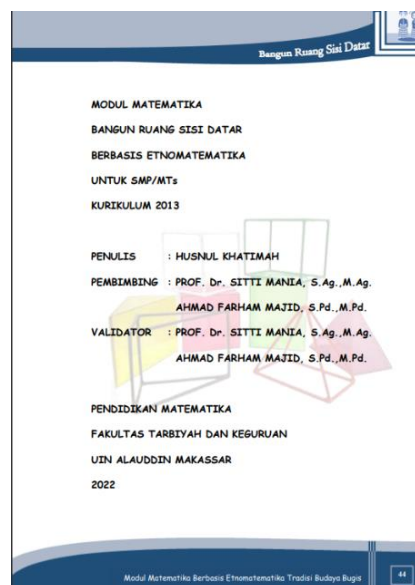 Bangun Ruang Sisi Datar
MODUL MATEMATIKA
BANGUN RUANG SISI DATAR
BERBASIS ETNOMATEMATIKA
UNTUK SMP/MTs
KURIKULUM 2013
PENULIS : HUSNUL KHATIMAH
PEMBIMBING : PROF. Dr. SITTI MANIA, S.Ag.,M.Ag.
AHMAD FARHAM MAJID, S.Pd.,M.Pd.
VALIDATOR : PROF. Dr. SITTI MANIA, S.Ag.,M.Ag.
AHMAD FARHAM MAJID, S.Pd.,M.Pd.
PENDIDIKAN MATEMATIKA
FAKULTAS TARBIYAH DAN KEGURUAN
UIN ALAUDDIN MAKASSAR
2022
Modul Matematika Berbasis Etnomatematika Tradisi Budaya Bugis
44